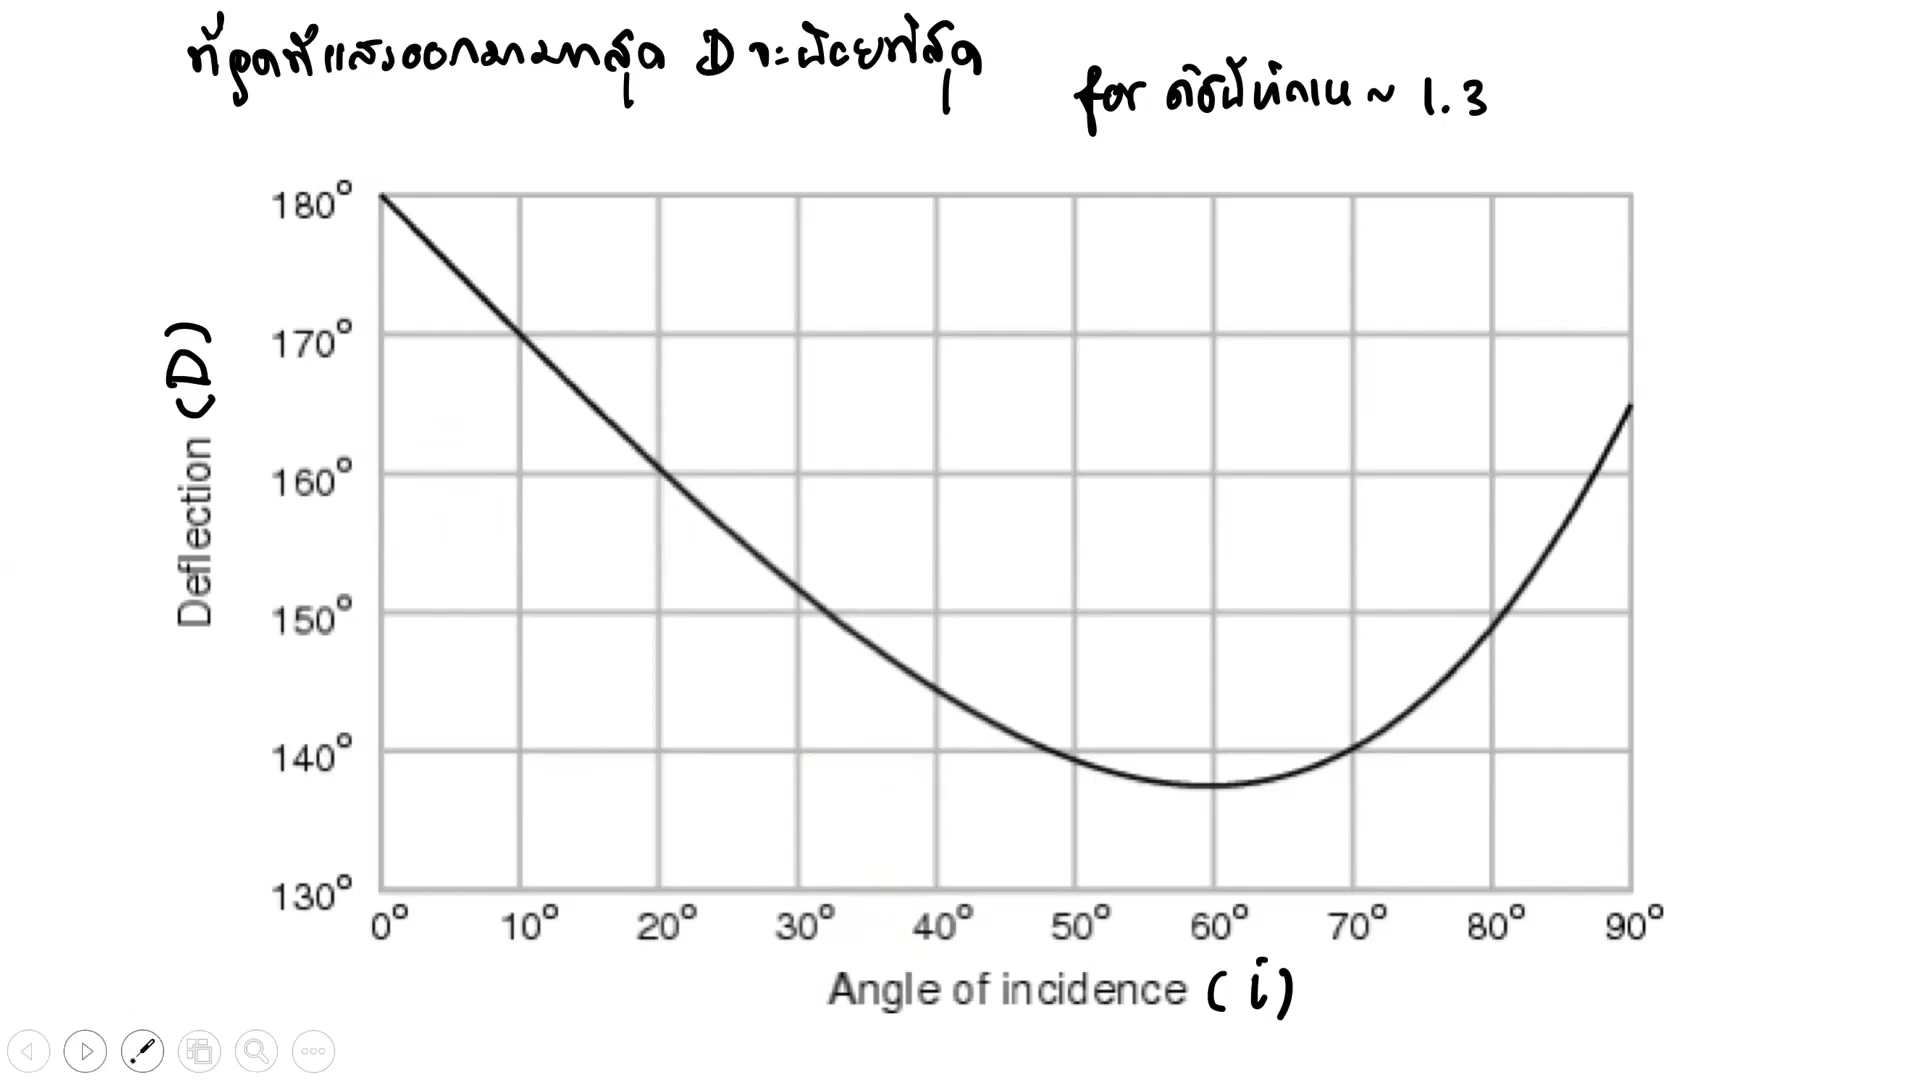 ที่จุดที่แสงออกมามากสุด D จะน้อยที่สุด
for ดัชนีหักเห ~ 1.3
180°
170°
160°
150°
140°
130°
Deflection (D)
0° 10° 20° 30° 40° 50° 60° 70° 80° 90°
Angle of incidence (i)